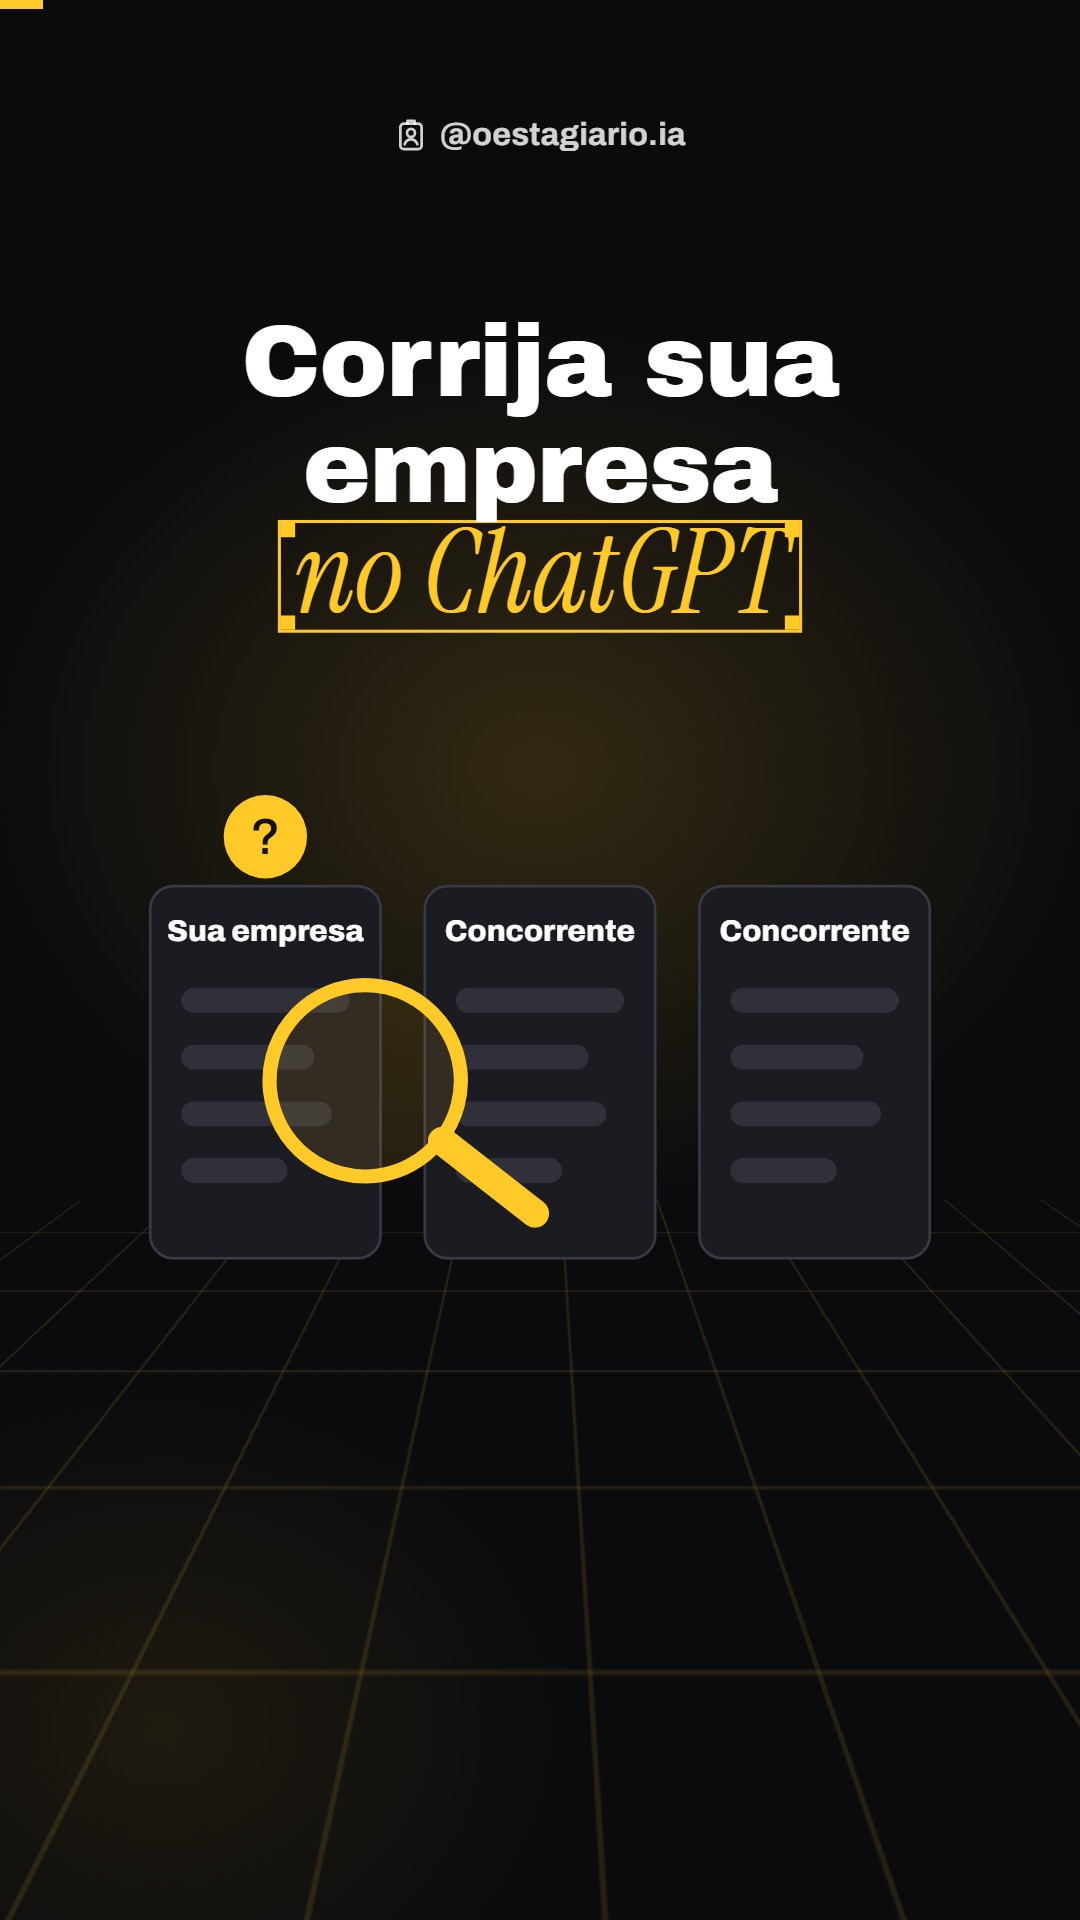 @oestagiario.ia
Corrija sua
empresa
no ChatGPT
?
Sua empresa
Concorrente
Concorrente